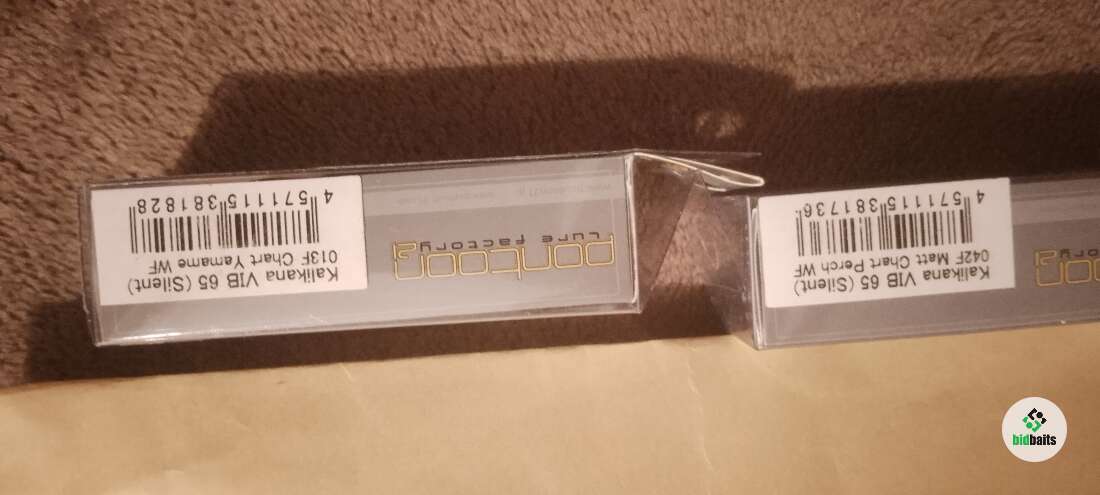 Kalikana VIB 65 (Silent)
013F Chart Yamame WF
4 571115 381828
pontoon21
Lure Factory
Kalikana VIB 65 (Silent)
042F Matt Chart Perch WF
4 571115 381736
bidbaits